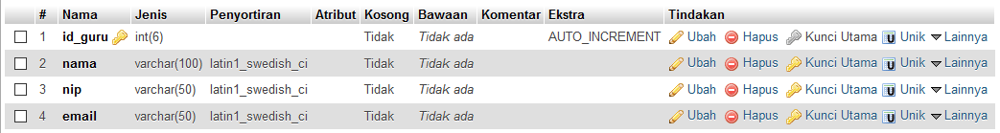 # Nama Jenis Penyortiran Atribut Kosong Bawaan Komentar Ekstra Tindakan
1 id_guru int(6) Tidak Tidak ada AUTO_INCREMENT Ubah Hapus Kunci Utama Unik Lainnya
2 nama varchar(100) latin1_swedish_ci Tidak Tidak ada Ubah Hapus Kunci Utama Unik Lainnya
3 nip varchar(50) latin1_swedish_ci Tidak Tidak ada Ubah Hapus Kunci Utama Unik Lainnya
4 email varchar(50) latin1_swedish_ci Tidak Tidak ada Ubah Hapus Kunci Utama Unik Lainnya